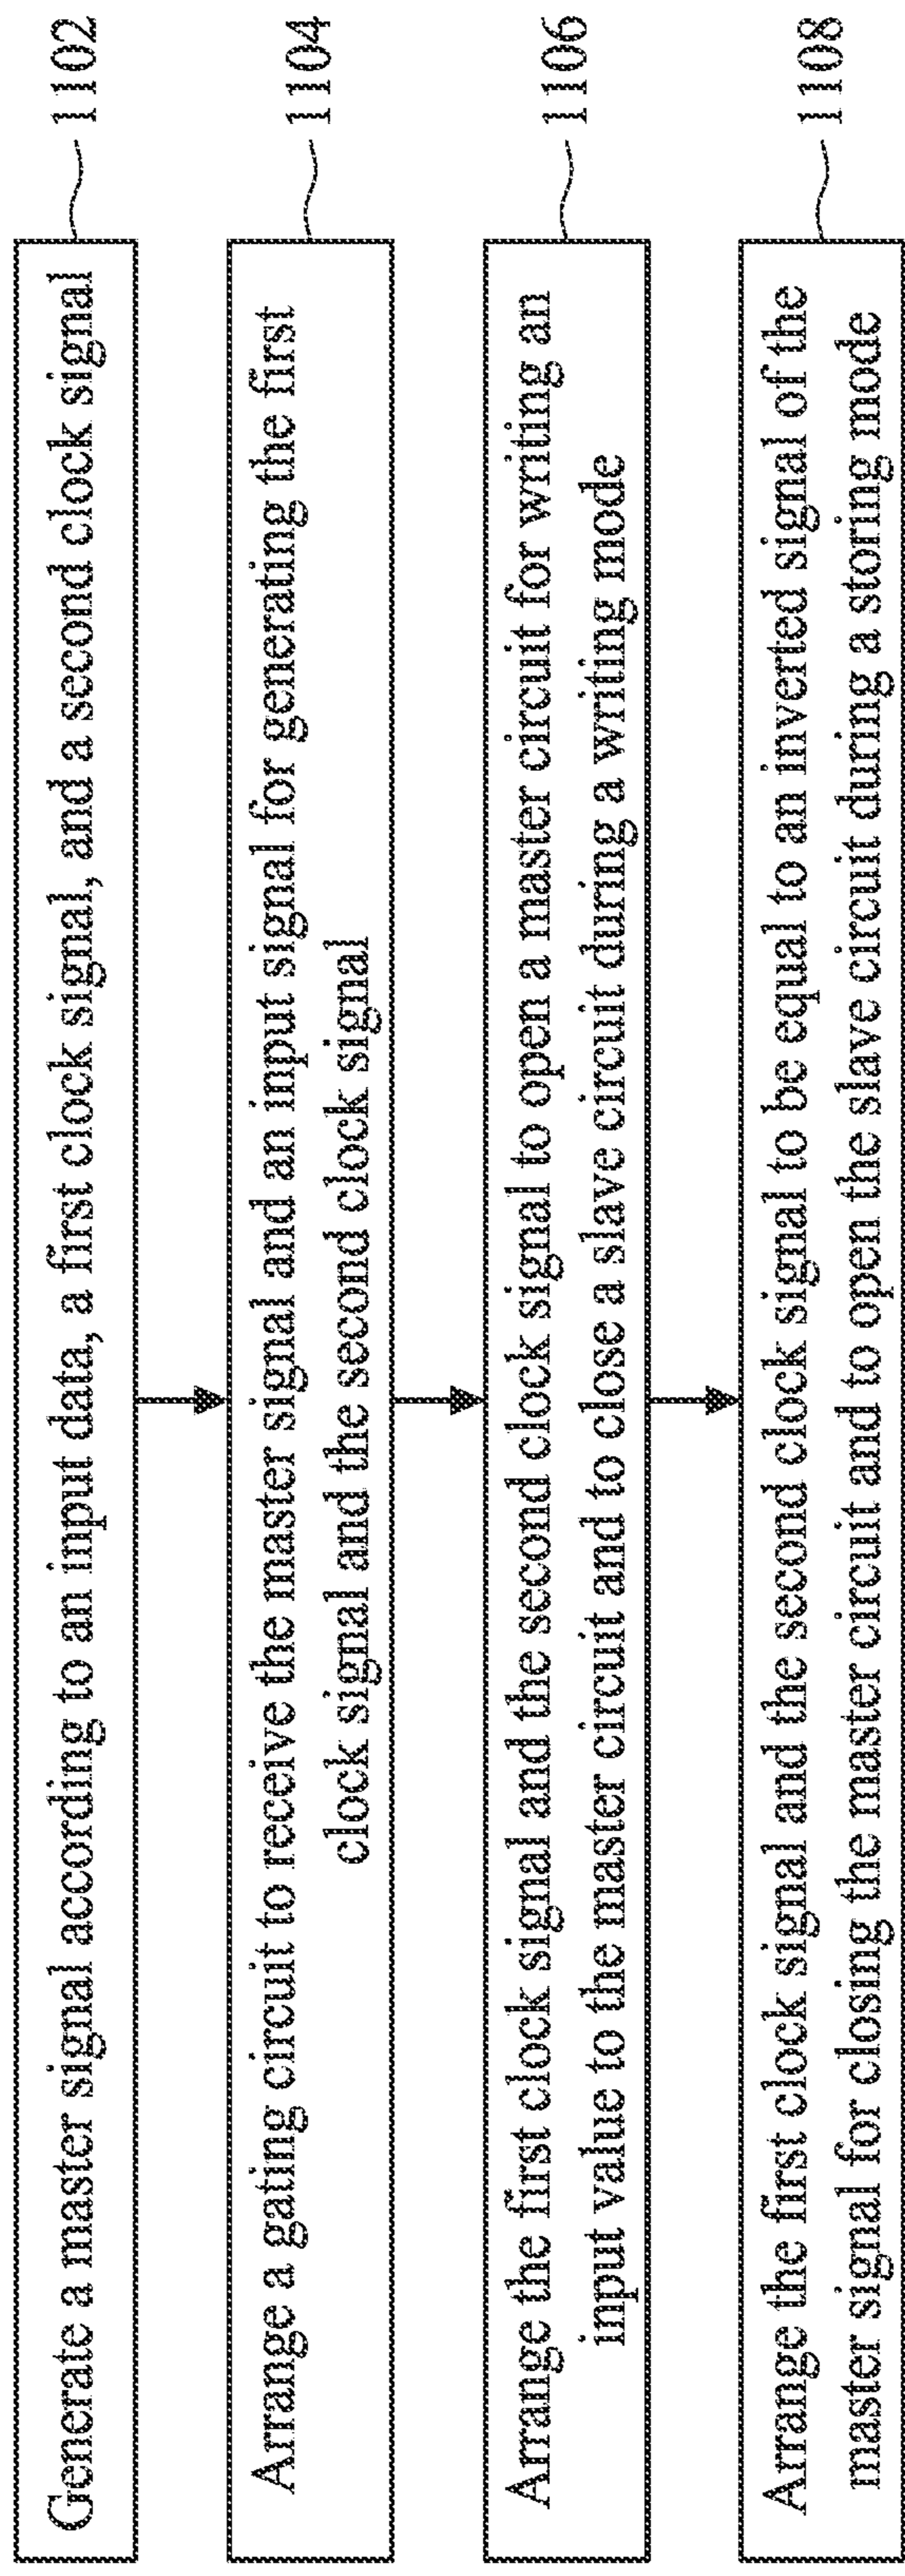 Generate a master signal according to an input data, a first clock signal, and a second clock signal
1102
Arrange a gating circuit to receive the master signal and an input signal for generating the first
clock signal and the second clock signal
1104
Arrange the first clock signal and the second clock signal to open a master circuit for writing an
input value to the master circuit and to close a slave circuit during a writing mode
1106
Arrange the first clock signal and the second clock signal to be equal to an inverted signal of the
master signal for closing the master circuit and to open the slave circuit during a storing mode
1108